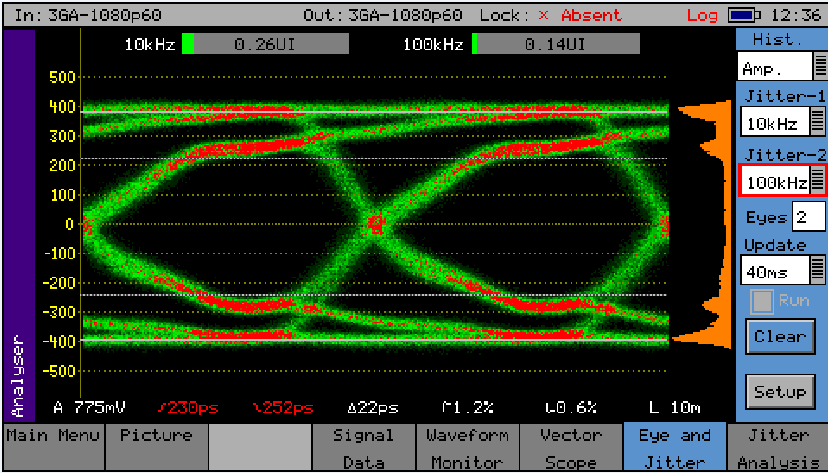 In: 3GA-1080p60 Out: 3GA-1080p60 Lock: × Absent Log 12:36
10kHz 0.26UI 100kHz 0.14UI
Hist.
Amp.
Jitter-1
10kHz
Jitter-2
100kHz
Eyes 2
Update
40ms
Run
Clear
Setup
500
400
300
200
100
0
-100
-200
-300
-400
-500
Analyser
A 775mV 230ps 252ps Δ22ps 1.2% 0.6% L 10m
Main Menu
Picture
Signal
Data
Waveform
Monitor
Vector
Scope
Eye and
Jitter
Jitter
Analysis